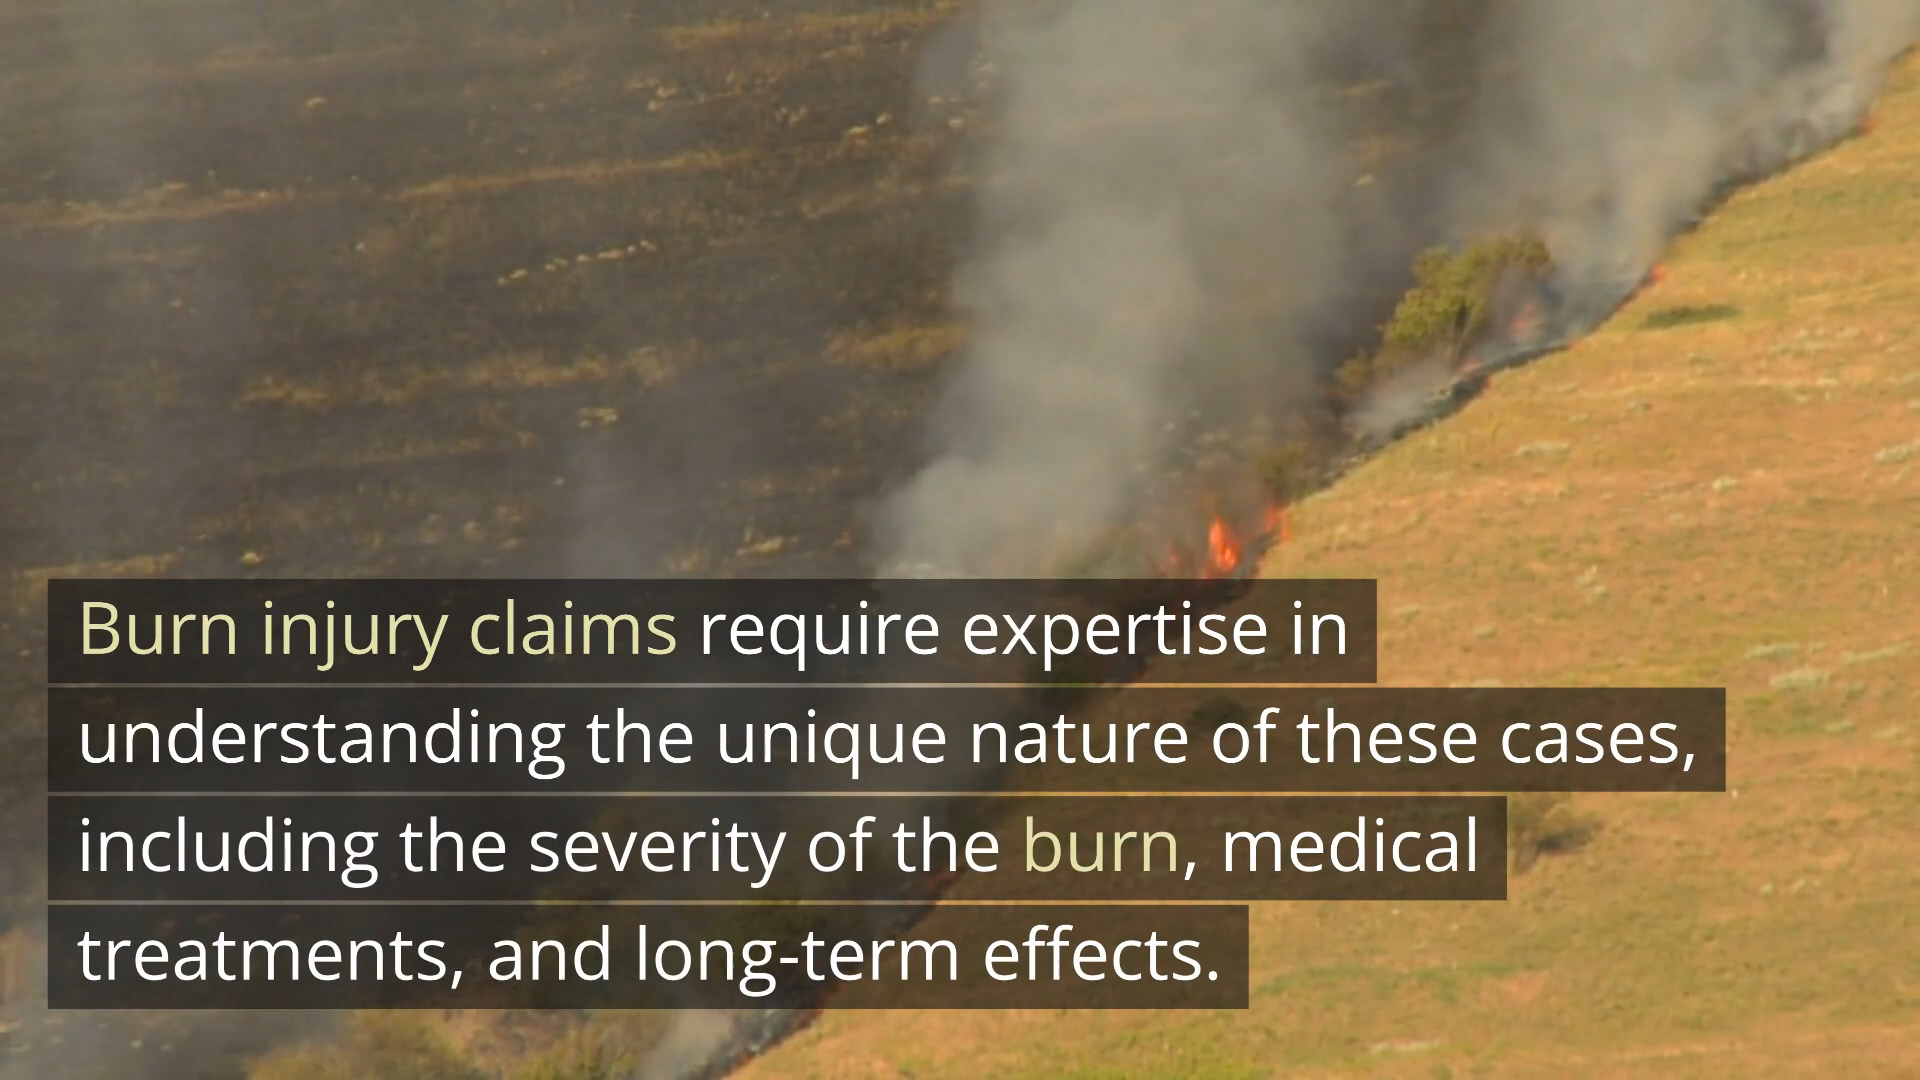 Burn injury claims require expertise in
understanding the unique nature of these cases,
including the severity of the burn, medical
treatments, and long-term effects.